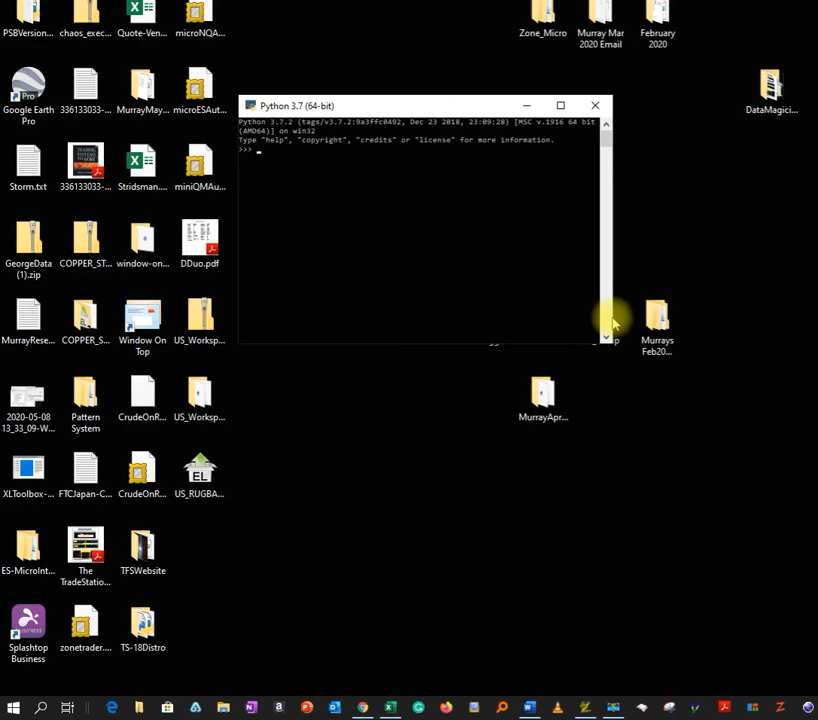 PSBVersion...
chaos_exec...
Quote-Ven...
microNQA...
Zone_Micro
Murray Mar
2020 Email
February
2020
Pro
Google Earth
Pro
336133033-...
MurrayMay...
microESAut...
DataMagici...
Python 3.7 (64-bit)
Python 3.7.2 (tags/v3.7.2:9a3ffc0492, Dec 23 2018, 23:09:28) [MSC v.1916 64 bit
(AMD64)] on win32
Type "help", "copyright", "credits" or "license" for more information.
>>> _
Storm.txt
336133033-...
Stridsman...
miniQMAu...
GeorgeData
(1).zip
COPPER_ST...
window-on...
DDuo.pdf
MurrayRese...
COPPER_S...
Window On
Top
US_Worksp...
Murrays
Feb20...
2020-05-08
13_33_09-W...
Pattern
System
CrudeOnR...
US_Worksp...
MurrayApr...
EL
XLToolbox-...
FTCJapan-C...
CrudeOnR...
US_RUGBA...
ES-MicroInt...
The
TradeStatio...
TFSWebsite
Splashtop
Business
zonetrader....
TS-18Distro